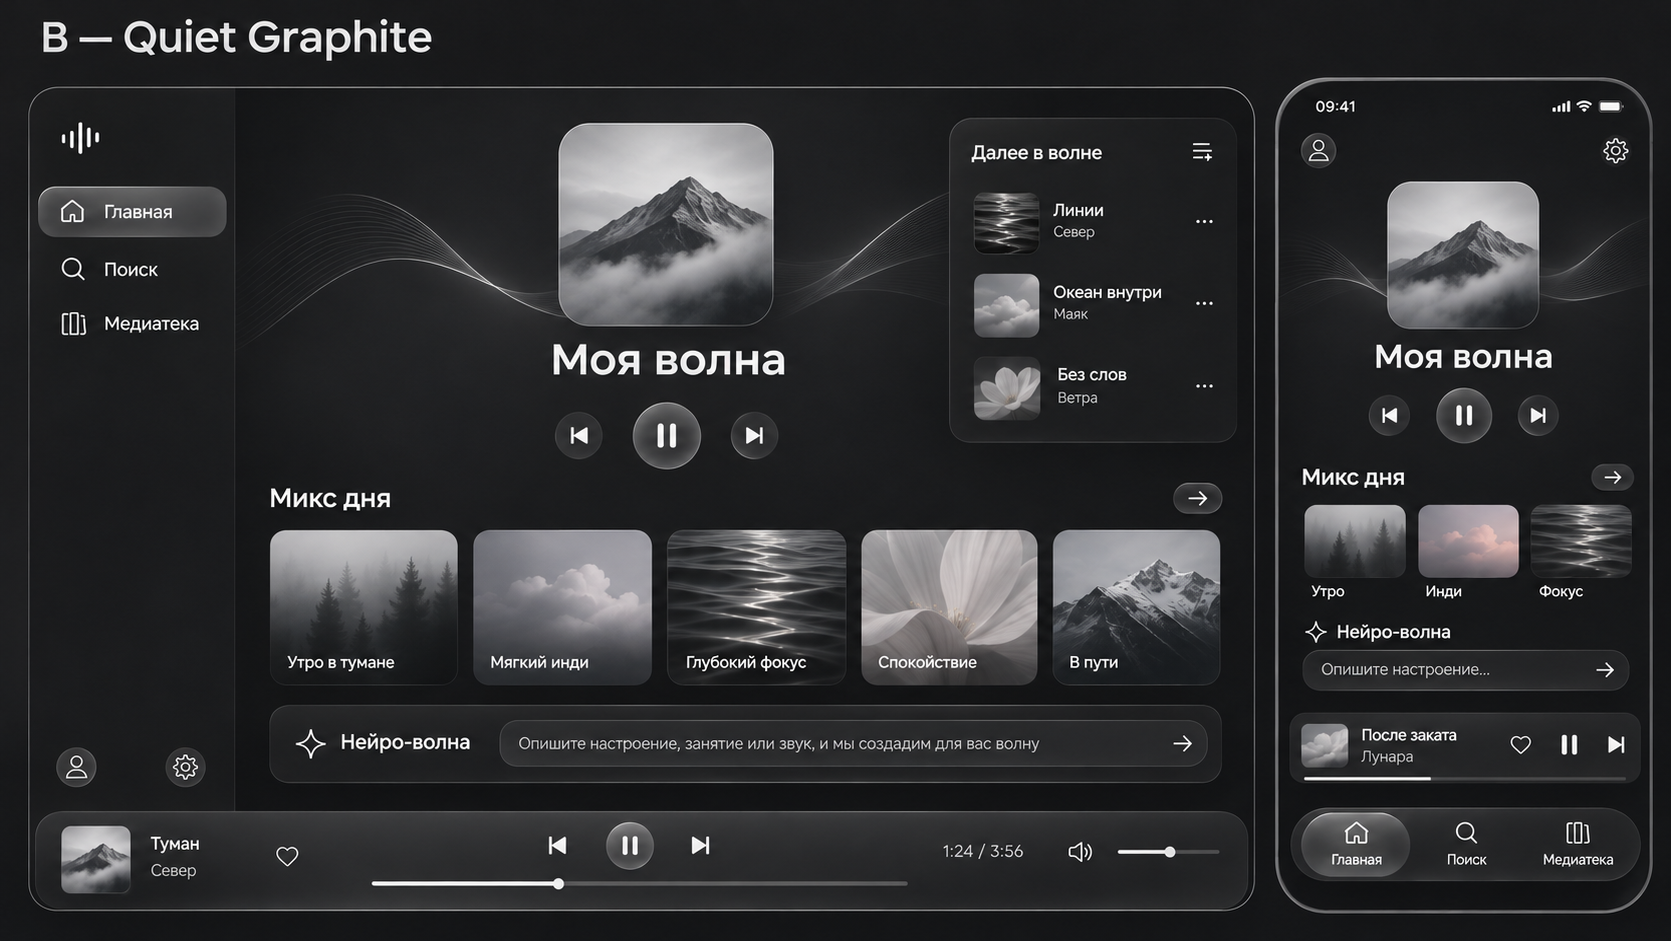 B — Quiet Graphite
Главная
Поиск
Медиатека
Моя волна
Далее в волне
Линии
Север
Океан внутри
Маяк
Без слов
Ветра
Микс дня
Утро в тумане
Мягкий инди
Глубокий фокус
Спокойствие
В пути
Нейро-волна
Опишите настроение, занятие или звук, и мы создадим для вас волну
Туман
Север
1:24 / 3:56
09:41
Моя волна
Микс дня
Утро
Инди
Фокус
Нейро-волна
Опишите настроение...
После заката
Лунара
Главная
Поиск
Медиатека